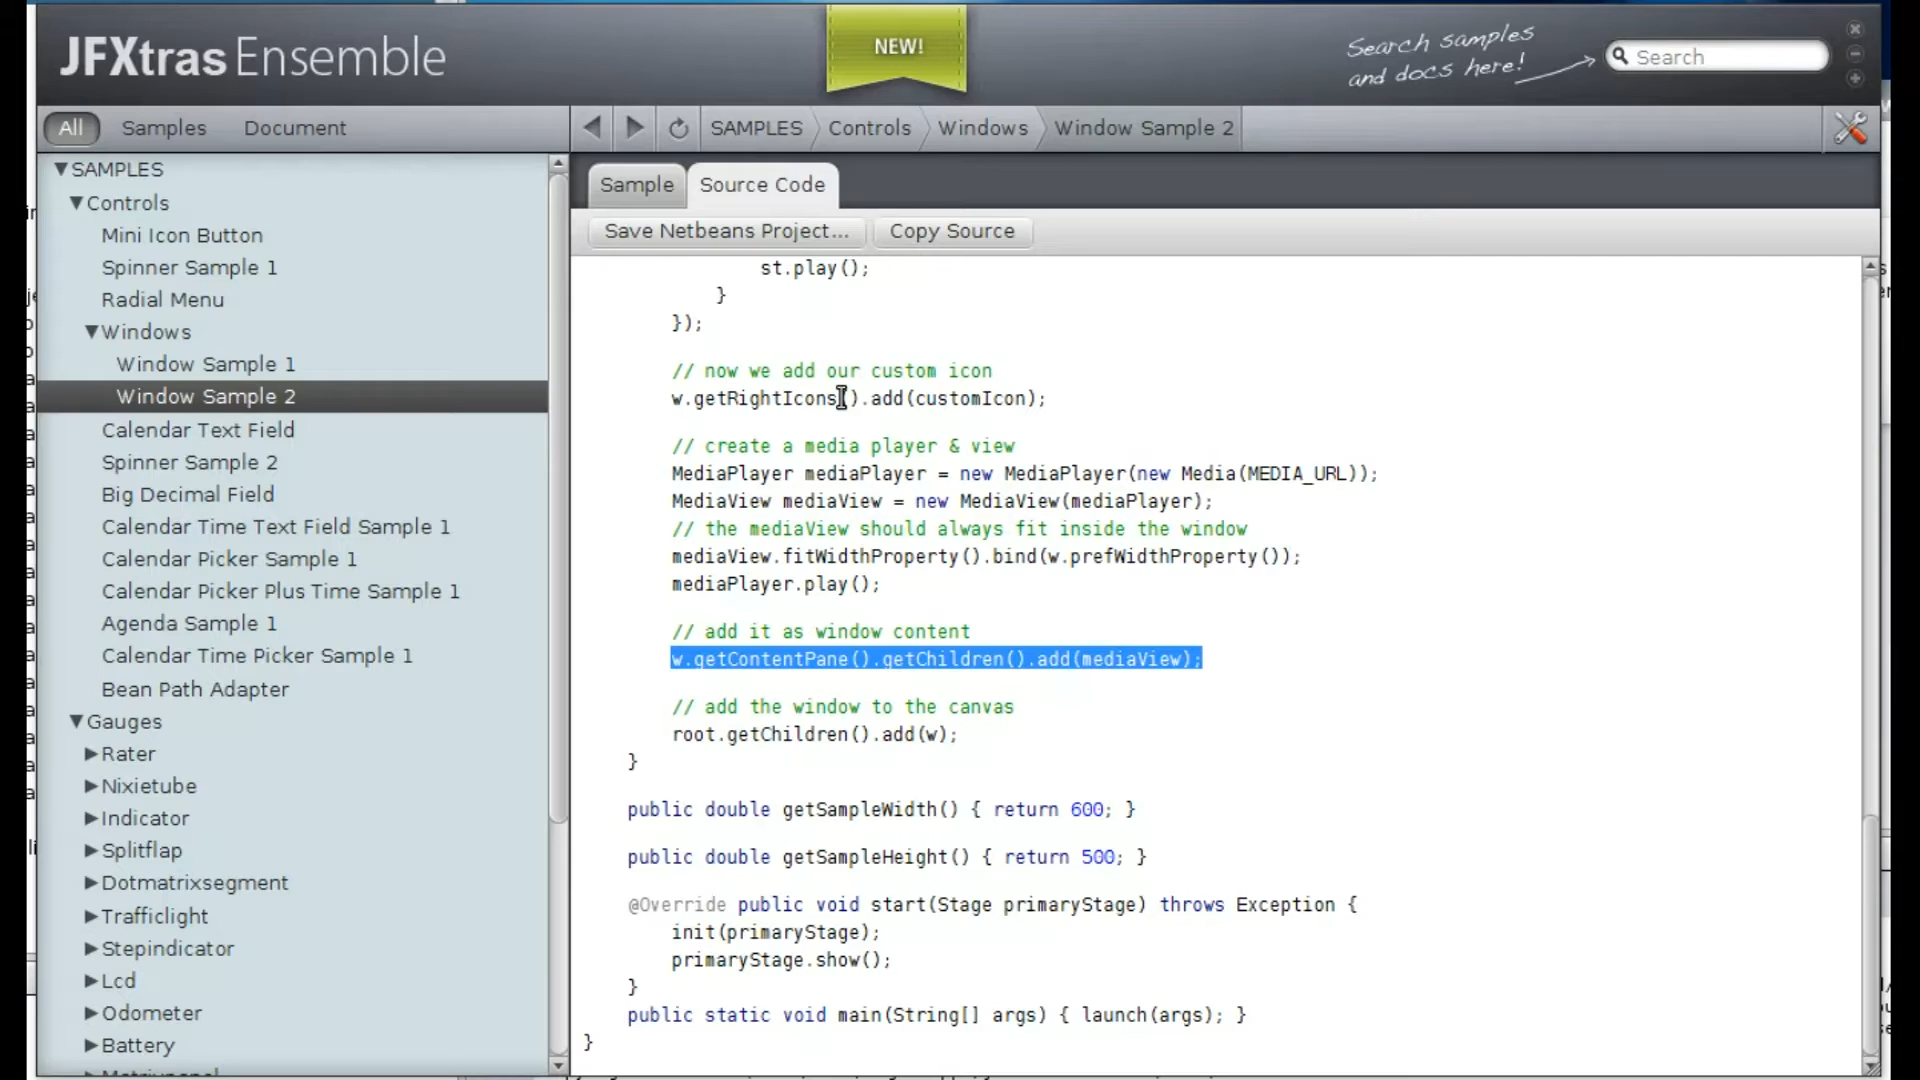 JFXtras Ensemble
NEW!
Search samples
and docs here!
Search
All Samples Document
SAMPLES Controls Windows Window Sample 2
SAMPLES
Controls
Mini Icon Button
Spinner Sample 1
Radial Menu
Windows
Window Sample 1
Window Sample 2
Calendar Text Field
Spinner Sample 2
Big Decimal Field
Calendar Time Text Field Sample 1
Calendar Picker Sample 1
Calendar Picker Plus Time Sample 1
Agenda Sample 1
Calendar Time Picker Sample 1
Bean Path Adapter
Gauges
Rater
Nixietube
Indicator
Splitflap
Dotmatrixsegment
Trafficlight
Stepindicator
Lcd
Odometer
Battery
Sample Source Code
Save Netbeans Project... Copy Source
st.play();
}
});
// now we add our custom icon
w.getRightIcons().add(customIcon);
// create a media player & view
MediaPlayer mediaPlayer = new MediaPlayer(new Media(MEDIA_URL));
MediaView mediaView = new MediaView(mediaPlayer);
// the mediaView should always fit inside the window
mediaView.fitWidthProperty().bind(w.prefWidthProperty());
mediaPlayer.play();
// add it as window content
w.getContentPane().getChildren().add(mediaView);
// add the window to the canvas
root.getChildren().add(w);
}
public double getSampleWidth() { return 600; }
public double getSampleHeight() { return 500; }
@Override public void start(Stage primaryStage) throws Exception {
init(primaryStage);
primaryStage.show();
}
public static void main(String[] args) { launch(args); }
}